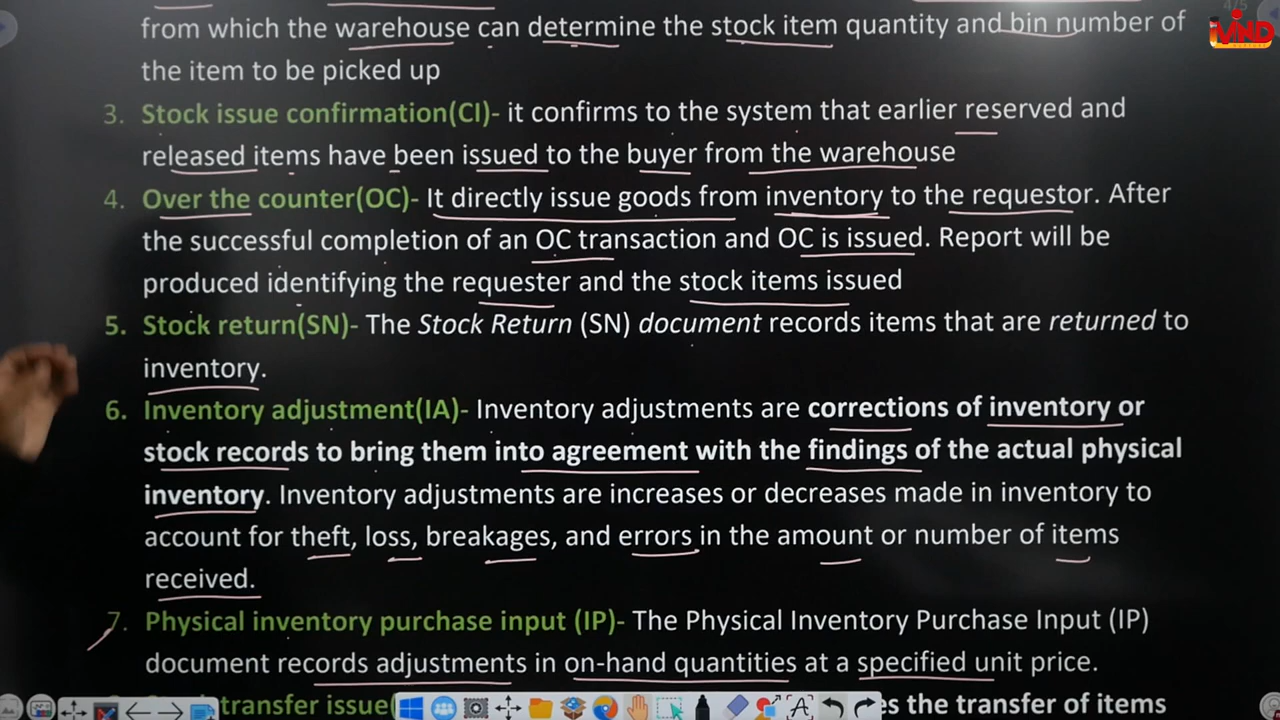 4/5
iVIND
from which the warehouse can determine the stock item quantity and bin number of
the item to be picked up
3. Stock issue confirmation(CI)- it confirms to the system that earlier reserved and
released items have been issued to the buyer from the warehouse
4. Over the counter(OC)- It directly issue goods from inventory to the requestor. After
the successful completion of an OC transaction and OC is issued. Report will be
produced identifying the requester and the stock items issued
5. Stock return(SN)- The Stock Return (SN) document records items that are returned to
inventory.
6. Inventory adjustment(IA)- Inventory adjustments are corrections of inventory or
stock records to bring them into agreement with the findings of the actual physical
inventory. Inventory adjustments are increases or decreases made in inventory to
account for theft, loss, breakages, and errors in the amount or number of items
received.
7. Physical inventory purchase input (IP)- The Physical Inventory Purchase Input (IP)
document records adjustments in on-hand quantities at a specified unit price.
transfer issue( es the transfer of items